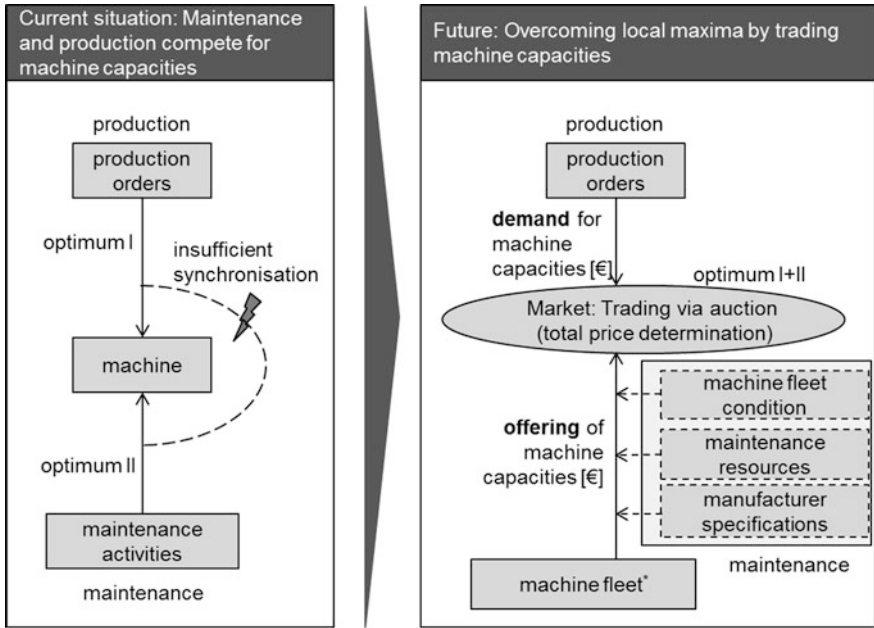 Current situation: Maintenance
and production compete for
machine capacities
production
production
orders
optimum I
insufficient
synchronisation
machine
optimum II
maintenance
activities
maintenance
Future: Overcoming local maxima by trading
machine capacities
production
production
orders
demand for
machine
capacities [€]
optimum I+II
Market: Trading via auction
(total price determination)
machine fleet
condition
offering of
machine
capacities [€]
maintenance
resources
manufacturer
specifications
maintenance
machine fleet*